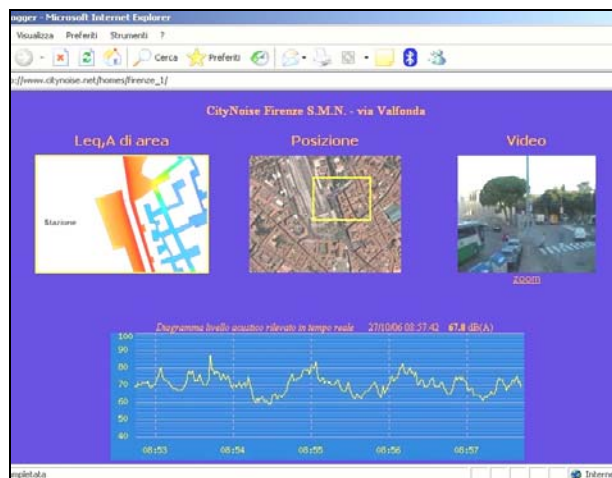 ogger - Microsoft Internet Explorer
Visualizza Preferiti Strumenti ?
Cerca Preferiti
://www.citynoise.net/homes/firenze_1/
CityNoise Firenze S.M.N. - via Valfonda
Leq,A di area Posizione Video
Stazione
zoom
Diagramma livello acustico rilevato in tempo reale 27/10/06 08:57:42 67.8 dB(A)
100
90
80
70
60
50
40
08:53 08:54 08:55 08:56 08:57
mpletata Interne